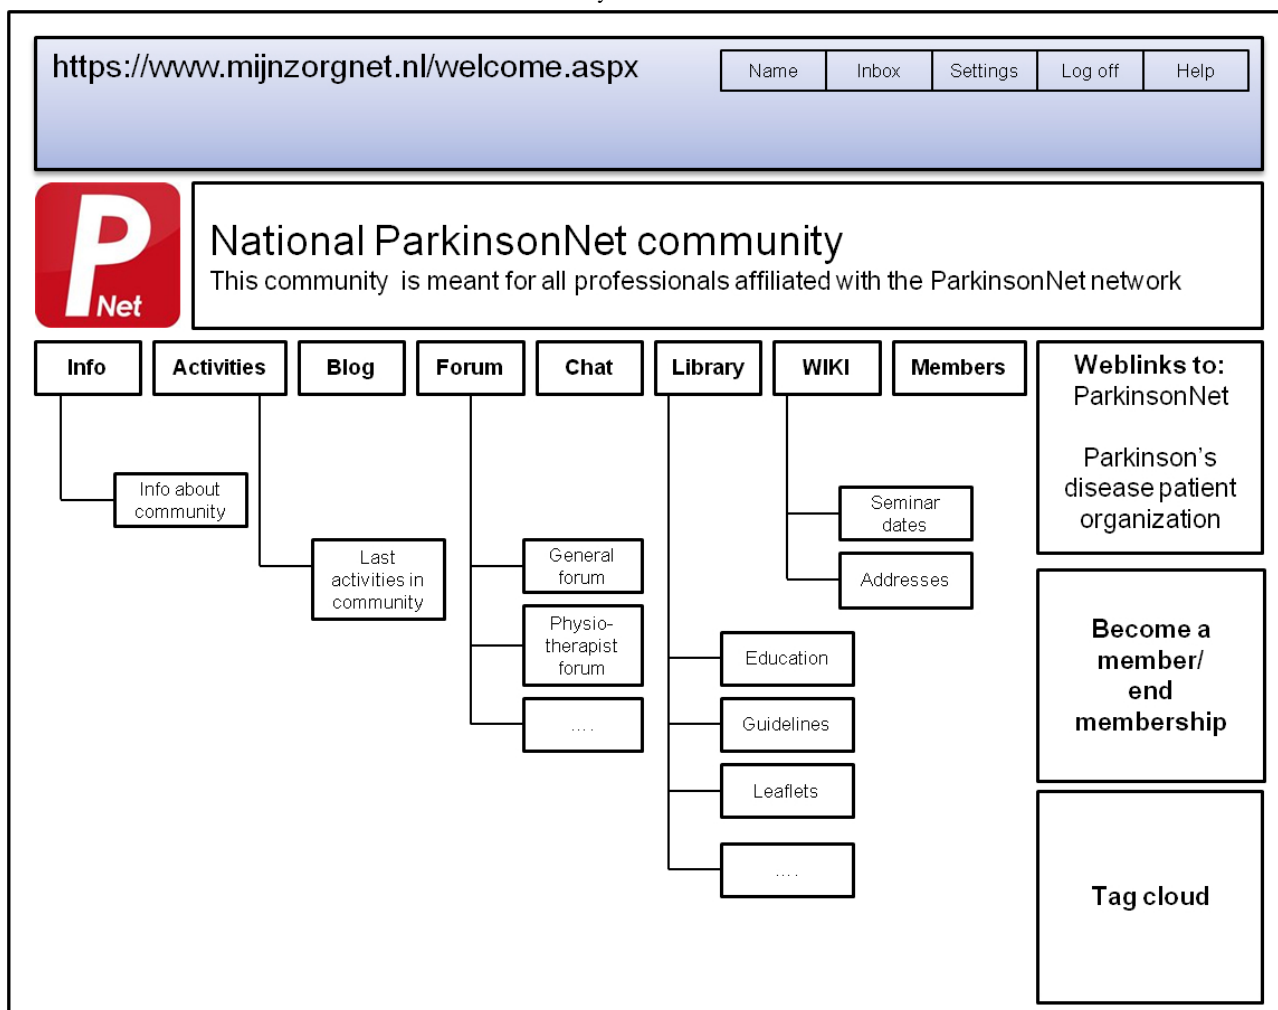 https://www.mijnzorgnet.nl/welcome.aspx
Name
Inbox
Settings
Log off
Help
P
Net
National ParkinsonNet community
This community is meant for all professionals affiliated with the ParkinsonNet network
Info
Activities
Blog
Forum
Chat
Library
WIKI
Members
Weblinks to:
ParkinsonNet
Parkinson's
disease patient
organization
Info about
community
Last
activities in
community
General
forum
Physio-
therapist
forum
....
Seminar
dates
Addresses
Education
Guidelines
Leaflets
....
Become a
member/
end
membership
Tag cloud